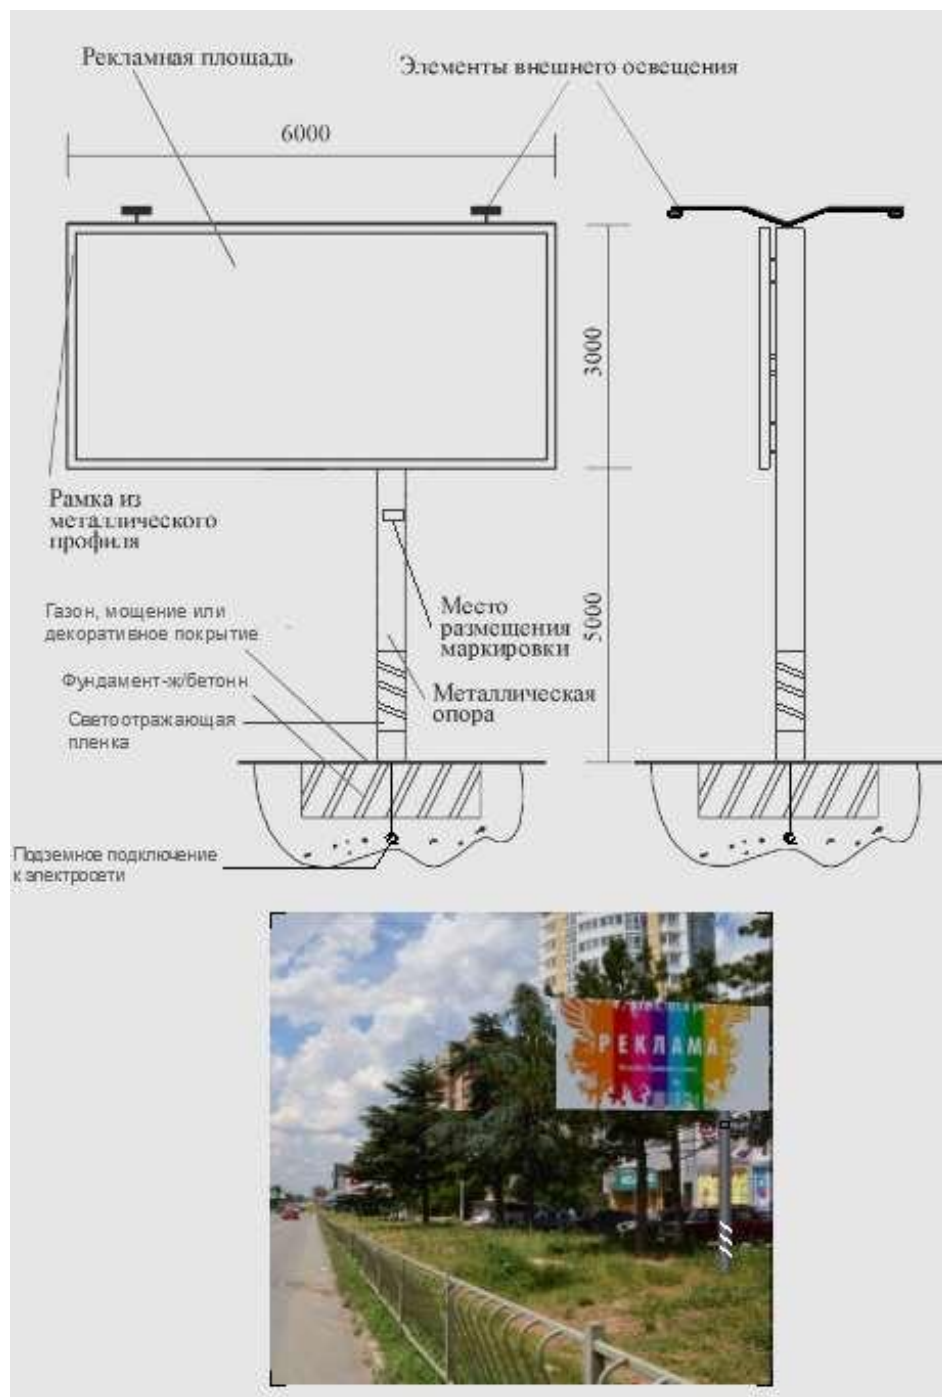 Рекламная площадь
Элементы внешнего освещения
6000
3000
Рамка из
металлического
профиля
Газон, мощение или
декоративное покрытие
Место
размещения
маркировки
5000
Фундамент-ж/бетонн
Металлическая
опора
Светоотражающая
пленка
Подземное подключение
к электросети
РЕКЛАМА